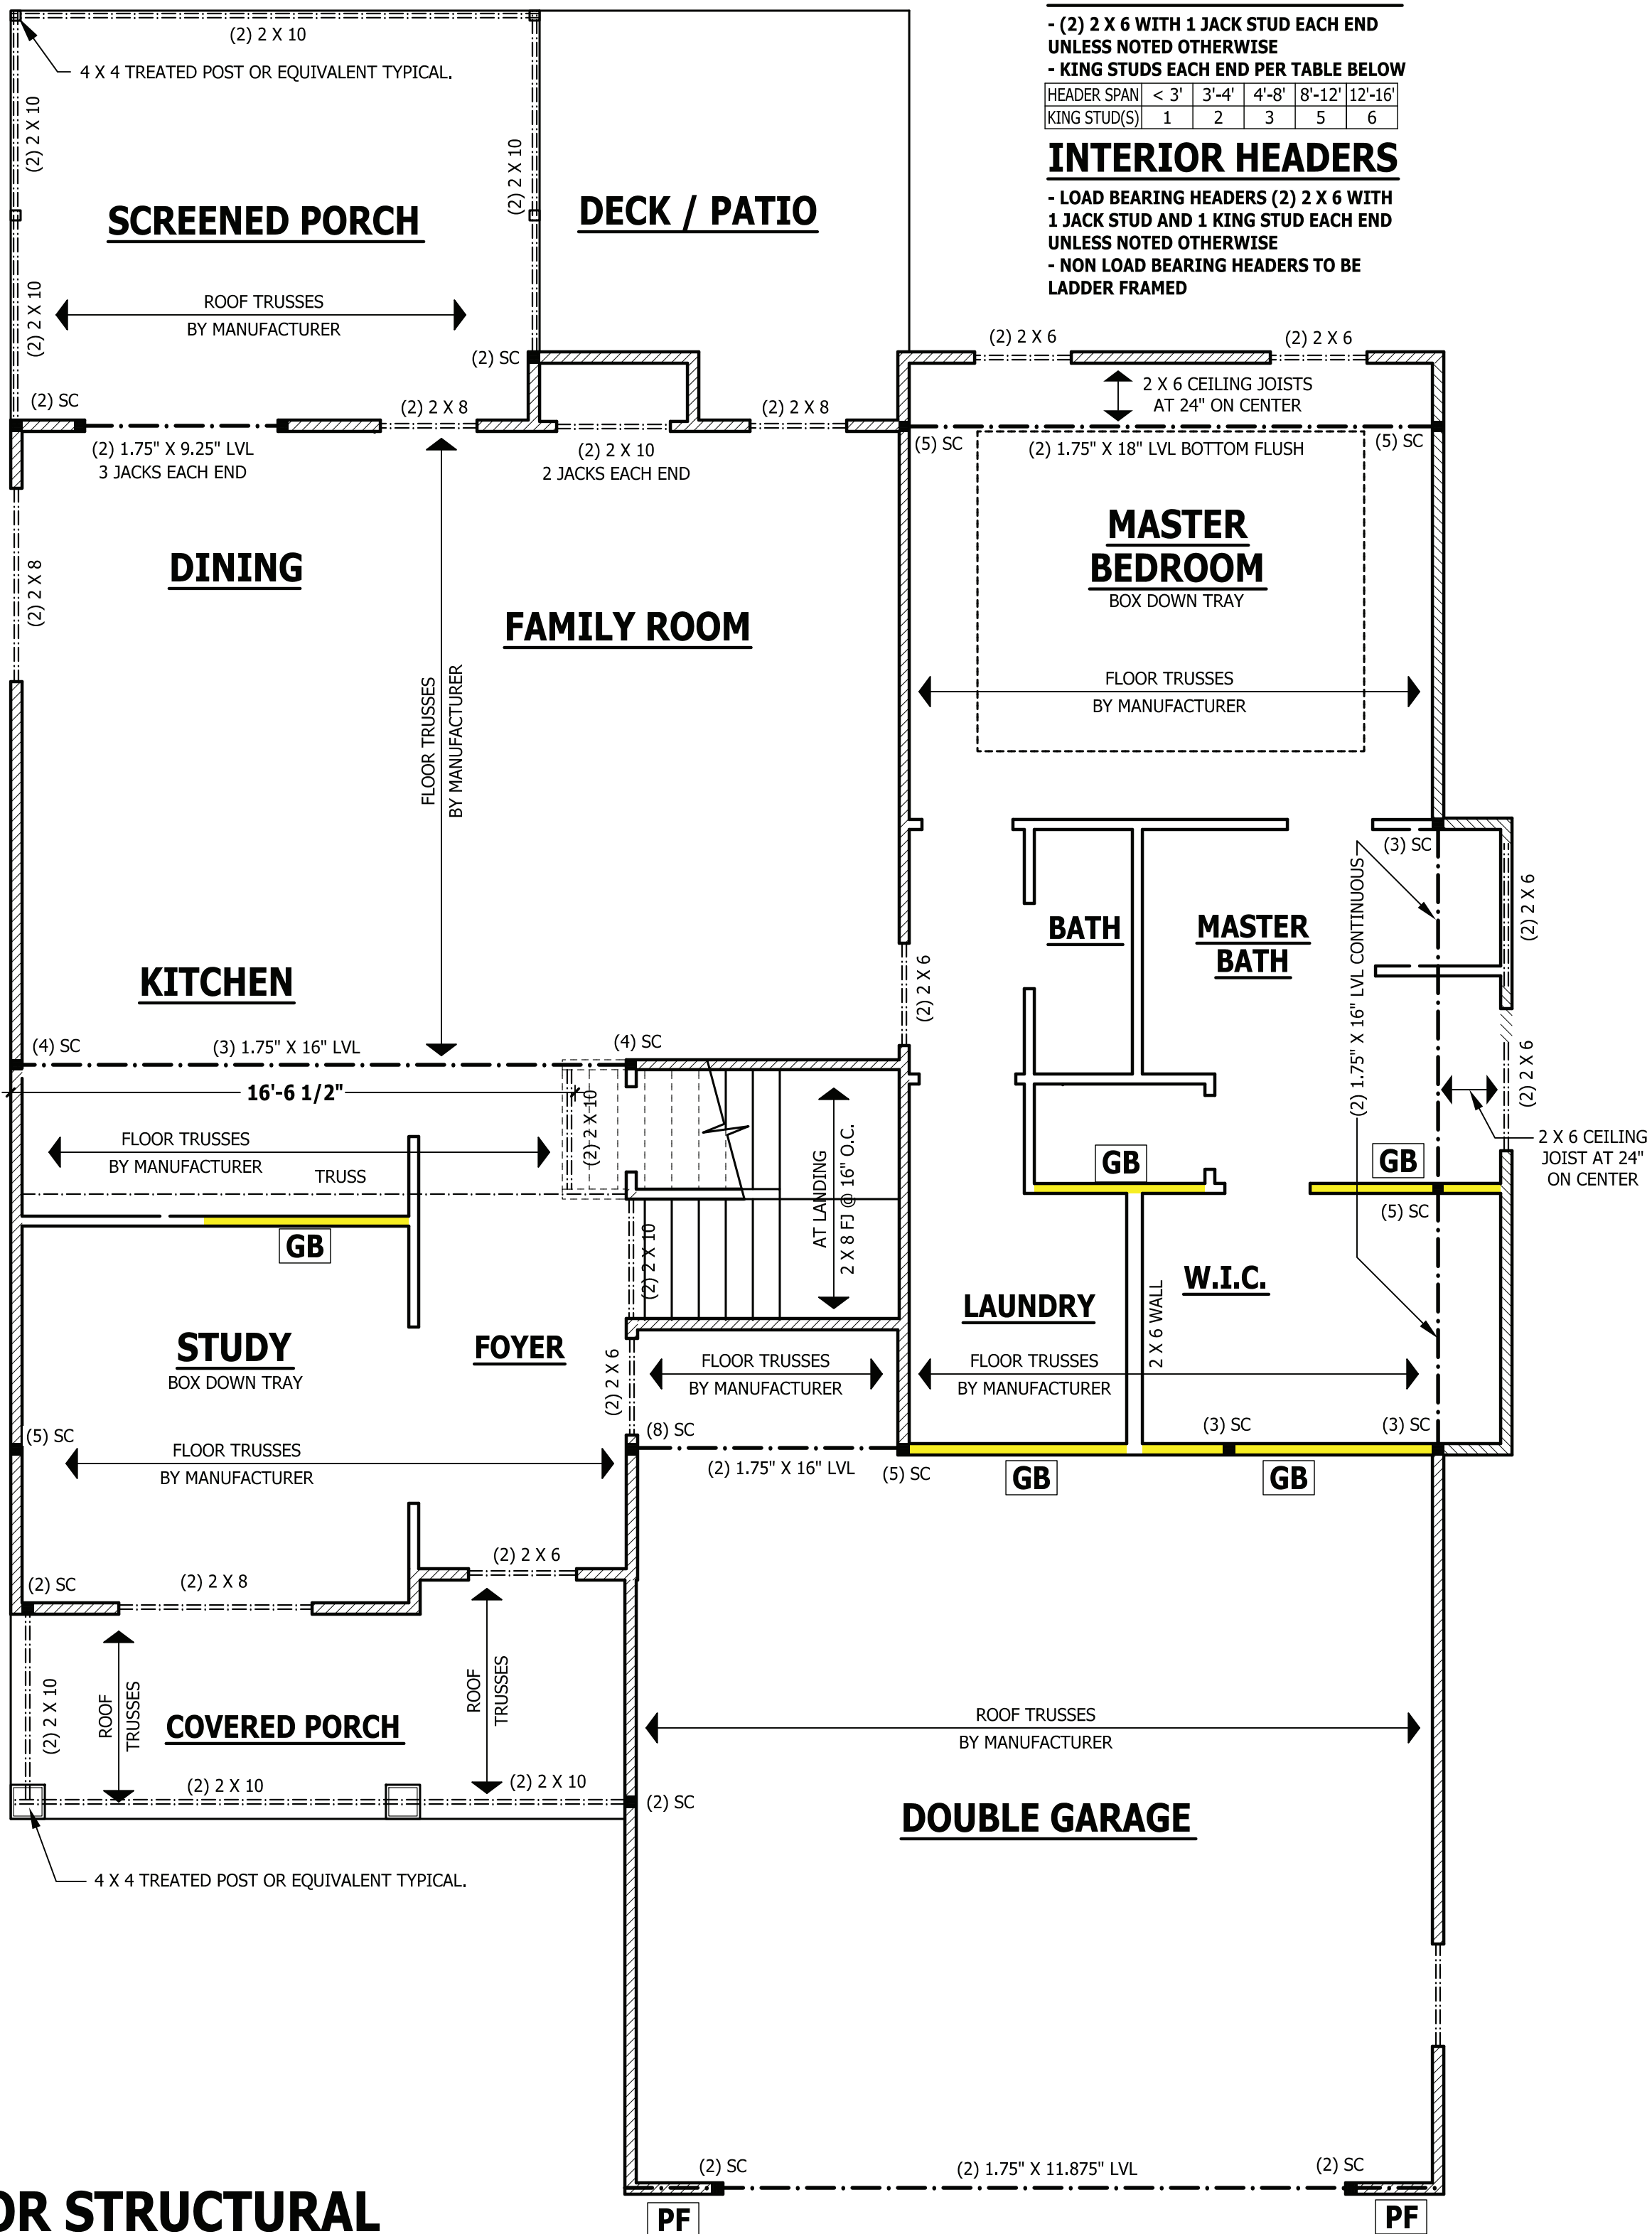 - (2) 2 X 6 WITH 1 JACK STUD EACH END
UNLESS NOTED OTHERWISE
- KING STUDS EACH END PER TABLE BELOW
HEADER SPAN < 3' 3'-4' 4'-8' 8'-12' 12'-16'
KING STUD(S) 1 2 3 5 6
INTERIOR HEADERS
- LOAD BEARING HEADERS (2) 2 X 6 WITH
1 JACK STUD AND 1 KING STUD EACH END
UNLESS NOTED OTHERWISE
- NON LOAD BEARING HEADERS TO BE
LADDER FRAMED
(2) 2 X 10
4 X 4 TREATED POST OR EQUIVALENT TYPICAL.
(2) 2 X 10
(2) 2 X 10
SCREENED PORCH
DECK / PATIO
(2) 2 X 10
ROOF TRUSSES
BY MANUFACTURER
(2) SC
(2) SC
(2) 2 X 8
(2) 2 X 8
(2) 1.75" X 9.25" LVL
3 JACKS EACH END
(2) 2 X 10
2 JACKS EACH END
(2) 2 X 6
(2) 2 X 6
2 X 6 CEILING JOISTS
AT 24" ON CENTER
(5) SC
(2) 1.75" X 18" LVL BOTTOM FLUSH
(5) SC
MASTER
BEDROOM
BOX DOWN TRAY
FLOOR TRUSSES
BY MANUFACTURER
DINING
(2) 2 X 8
FAMILY ROOM
FLOOR TRUSSES
BY MANUFACTURER
KITCHEN
(4) SC
(3) 1.75" X 16" LVL
(4) SC
(2) 2 X 6
BATH
MASTER
BATH
(3) SC
(2) 1.75" X 16" LVL CONTINUOUS
(2) 2 X 6
(2) 2 X 6
2 X 6 CEILING
JOIST AT 24"
ON CENTER
16'-6 1/2"
FLOOR TRUSSES
BY MANUFACTURER
TRUSS
(2) 2 X 10
(2) 2 X 10
AT LANDING
2 X 8 FJ @ 16" O.C.
GB
GB
(5) SC
GB
STUDY
BOX DOWN TRAY
FOYER
(2) 2 X 6
FLOOR TRUSSES
BY MANUFACTURER
LAUNDRY
2 X 6 WALL
W.I.C.
FLOOR TRUSSES
BY MANUFACTURER
(5) SC
FLOOR TRUSSES
BY MANUFACTURER
(8) SC
(2) 1.75" X 16" LVL
(5) SC
(3) SC
(3) SC
GB
GB
(2) SC
(2) 2 X 8
(2) 2 X 6
(2) 2 X 10
ROOF
TRUSSES
ROOF
TRUSSES
COVERED PORCH
(2) 2 X 10
(2) 2 X 10
(2) SC
4 X 4 TREATED POST OR EQUIVALENT TYPICAL.
ROOF TRUSSES
BY MANUFACTURER
DOUBLE GARAGE
(2) SC
(2) 1.75" X 11.875" LVL
(2) SC
PF
PF
OR STRUCTURAL